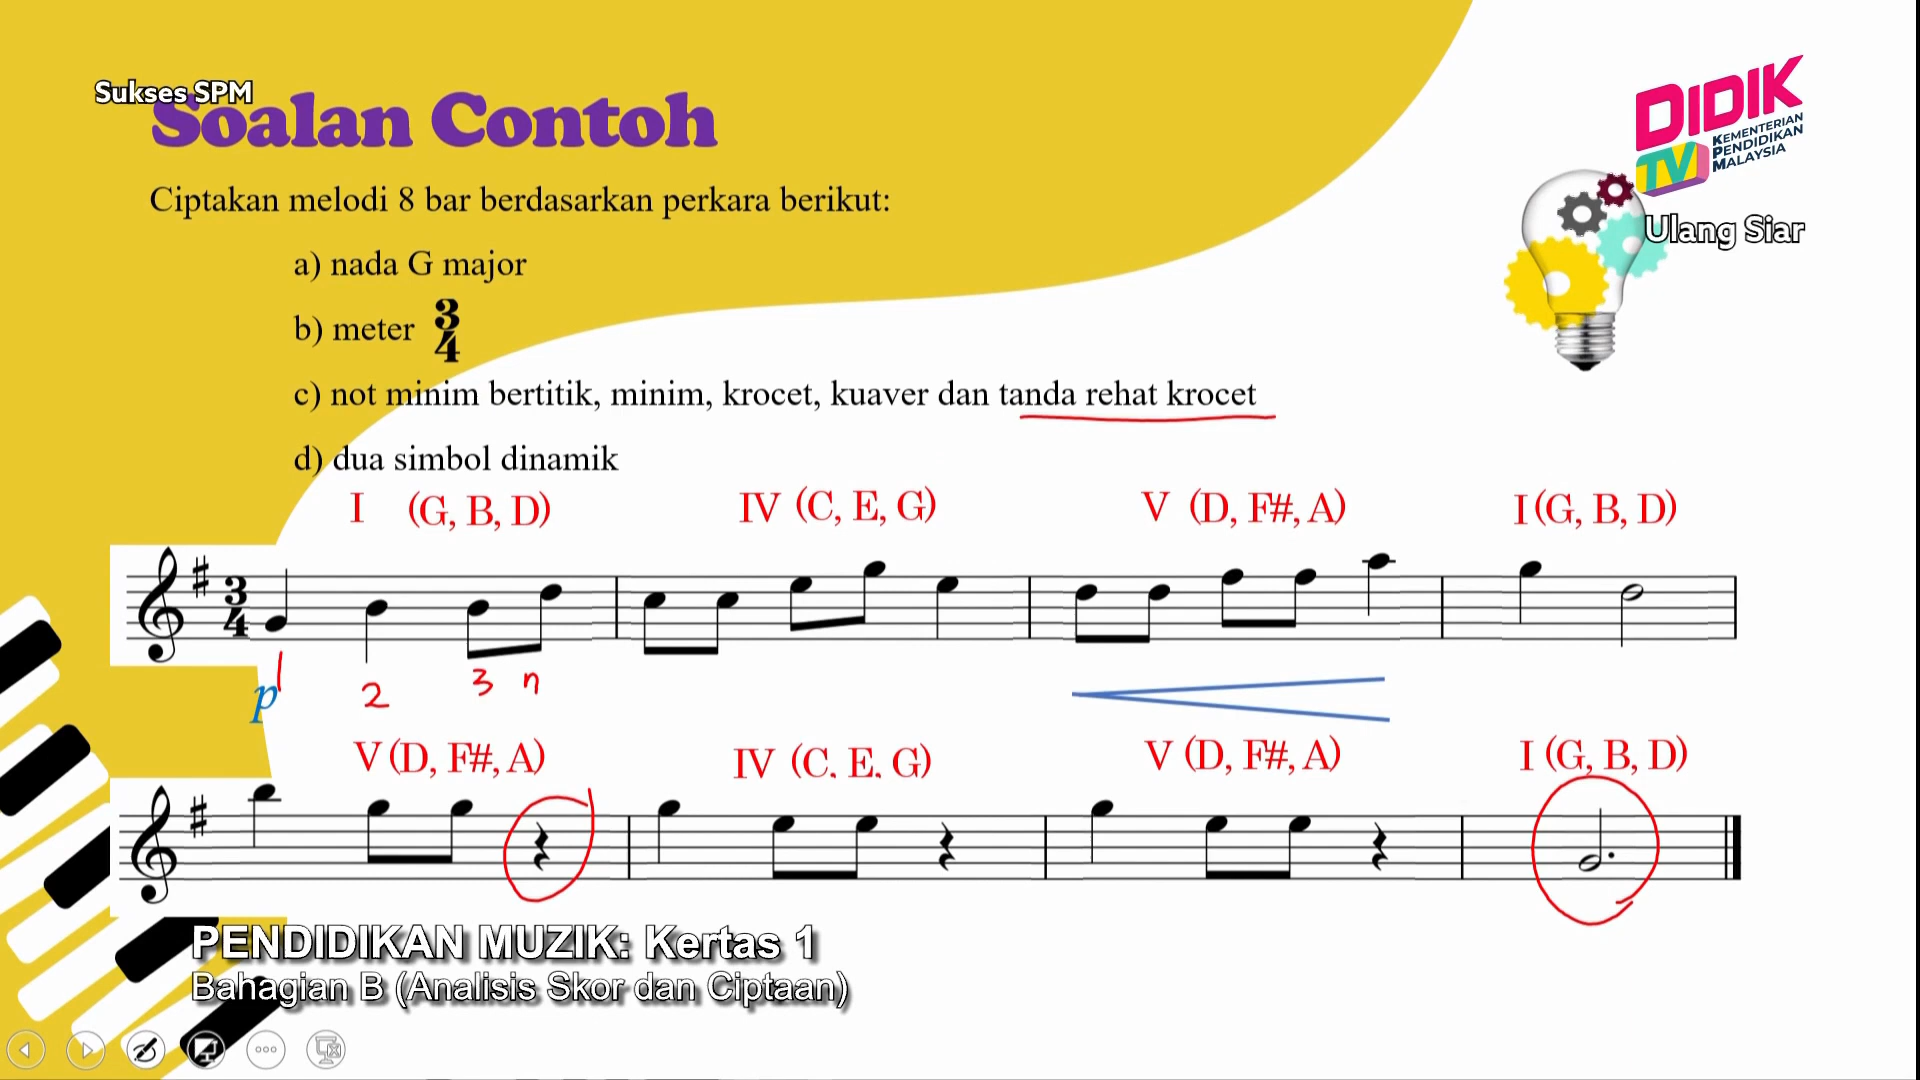 Sukses SPM
Soalan Contoh
DIDIK
TV
KEMENTERIAN
PENDIDIKAN
MALAYSIA
Ulang Siar
Ciptakan melodi 8 bar berdasarkan perkara berikut:
a) nada G major
b) meter 3/4
c) not minim bertitik, minim, krocet, kuaver dan tanda rehat krocet
d) dua simbol dinamik
I (G, B, D) IV (C, E, G) V (D, F#, A) I (G, B, D)
3
4
1 2 3 n
p
V (D, F#, A) IV (C, E, G) V (D, F#, A) I (G, B, D)
PENDIDIKAN MUZIK: Kertas 1
Bahagian B (Analisis Skor dan Ciptaan)